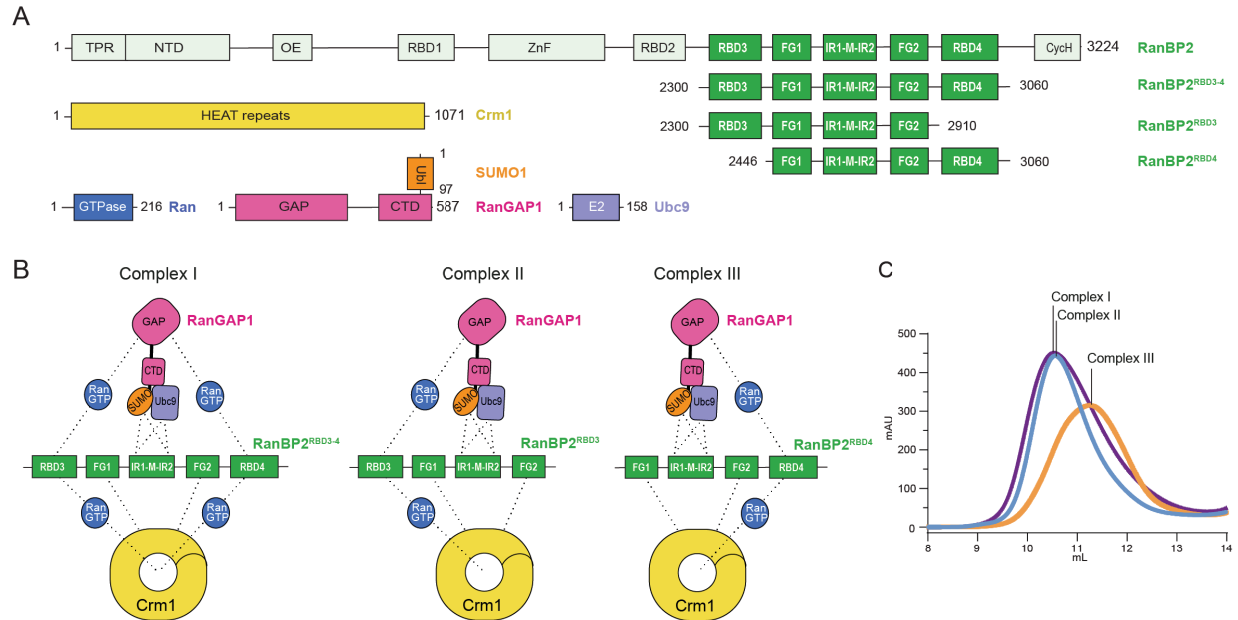 A
1 TPR NTD OE RBD1 ZnF RBD2 RBD3 FG1 IR1-M-IR2 FG2 RBD4 CycH 3224 RanBP2
2300 RBD3 FG1 IR1-M-IR2 FG2 RBD4 3060 RanBP2RBD3-4
1 HEAT repeats 1071 Crm1
2300 RBD3 FG1 IR1-M-IR2 FG2 2910 RanBP2RBD3
2446 FG1 IR1-M-IR2 FG2 RBD4 3060 RanBP2RBD4
1
Ubl SUMO1
97
1 GTPase 216 Ran 1 GAP CTD 587 RanGAP1 1 E2 158 Ubc9
B
Complex I
GAP RanGAP1
CTD
Ran GTP SUMO Ubc9 Ran GTP
RanBP2RBD3-4
RBD3 FG1 IR1-M-IR2 FG2 RBD4
Ran GTP Ran GTP
Crm1
Complex II
GAP RanGAP1
CTD
Ran GTP SUMO Ubc9
RanBP2RBD3
RBD3 FG1 IR1-M-IR2 FG2
Ran GTP
Crm1
Complex III
GAP RanGAP1
CTD
SUMO Ubc9 Ran GTP
RanBP2RBD4
FG1 IR1-M-IR2 FG2 RBD4
Ran GTP
Crm1
C
Complex I
Complex II
Complex III
500
400
300
200
100
0
mAU
8 9 10 11 12 13 14
mL